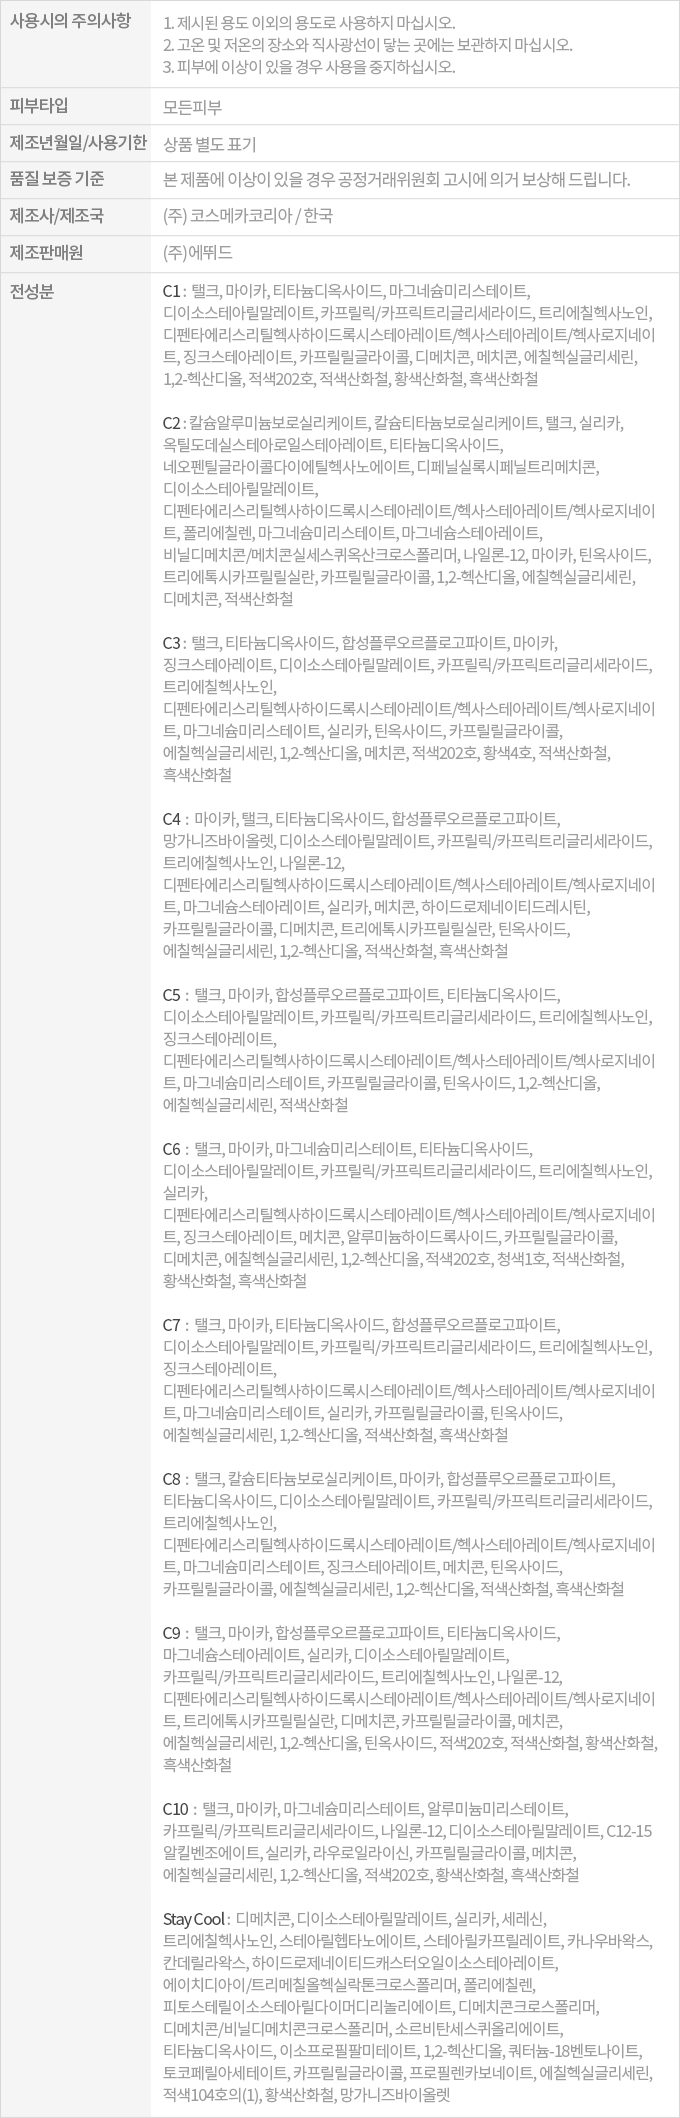 사용시의 주의사항
1. 제시된 용도 이외의 용도로 사용하지 마십시오.
2. 고온 및 저온의 장소와 직사광선이 닿는 곳에는 보관하지 마십시오.
3. 피부에 이상이 있을 경우 사용을 중지하십시오.
피부타입
모든피부
제조년월일/사용기한
상품 별도 표기
품질 보증 기준
본 제품에 이상이 있을 경우 공정거래위원회 고시에 의거 보상해 드립니다.
제조사/제조국
(주) 코스메카코리아 / 한국
제조판매원
(주)에뛰드
전성분
C1 : 탤크, 마이카, 티타늄디옥사이드, 마그네슘미리스테이트,
디이소스테아릴말레이트, 카프릴릭/카프릭트리글리세라이드, 트리에칠헥사노인,
디펜타에리스리틸헥사하이드록시스테아레이트/헥사스테아레이트/헥사로지네이
트, 징크스테아레이트, 카프릴릴글라이콜, 디메치콘, 메치콘, 에칠헥실글리세린,
1,2-헥산디올, 적색202호, 적색산화철, 황색산화철, 흑색산화철
C2 : 칼슘알루미늄보로실리케이트, 칼슘티타늄보로실리케이트, 탤크, 실리카,
옥틸도데실스테아로일스테아레이트, 티타늄디옥사이드,
네오펜틸글라이콜다이에틸헥사노에이트, 디페닐실록시페닐트리메치콘,
디이소스테아릴말레이트,
디펜타에리스리틸헥사하이드록시스테아레이트/헥사스테아레이트/헥사로지네이
트, 폴리에칠렌, 마그네슘미리스테이트, 마그네슘스테아레이트,
비닐디메치콘/메치콘실세스퀴옥산크로스폴리머, 나일론-12, 마이카, 틴옥사이드,
트리에톡시카프릴릴실란, 카프릴릴글라이콜, 1,2-헥산디올, 에칠헥실글리세린,
디메치콘, 적색산화철
C3 : 탤크, 티타늄디옥사이드, 합성플루오르플로고파이트, 마이카,
징크스테아레이트, 디이소스테아릴말레이트, 카프릴릭/카프릭트리글리세라이드,
트리에칠헥사노인,
디펜타에리스리틸헥사하이드록시스테아레이트/헥사스테아레이트/헥사로지네이
트, 마그네슘미리스테이트, 실리카, 틴옥사이드, 카프릴릴글라이콜,
에칠헥실글리세린, 1,2-헥산디올, 메치콘, 적색202호, 황색4호, 적색산화철,
흑색산화철
C4 : 마이카, 탤크, 티타늄디옥사이드, 합성플루오르플로고파이트,
망가니즈바이올렛, 디이소스테아릴말레이트, 카프릴릭/카프릭트리글리세라이드,
트리에칠헥사노인, 나일론-12,
디펜타에리스리틸헥사하이드록시스테아레이트/헥사스테아레이트/헥사로지네이
트, 마그네슘스테아레이트, 실리카, 메치콘, 하이드로제네이티드레시틴,
카프릴릴글라이콜, 디메치콘, 트리에톡시카프릴릴실란, 틴옥사이드,
에칠헥실글리세린, 1,2-헥산디올, 적색산화철, 흑색산화철
C5 : 탤크, 마이카, 합성플루오르플로고파이트, 티타늄디옥사이드,
디이소스테아릴말레이트, 카프릴릭/카프릭트리글리세라이드, 트리에칠헥사노인,
징크스테아레이트,
디펜타에리스리틸헥사하이드록시스테아레이트/헥사스테아레이트/헥사로지네이
트, 마그네슘미리스테이트, 카프릴릴글라이콜, 틴옥사이드, 1,2-헥산디올,
에칠헥실글리세린, 적색산화철
C6 : 탤크, 마이카, 마그네슘미리스테이트, 티타늄디옥사이드,
디이소스테아릴말레이트, 카프릴릭/카프릭트리글리세라이드, 트리에칠헥사노인,
실리카,
디펜타에리스리틸헥사하이드록시스테아레이트/헥사스테아레이트/헥사로지네이
트, 징크스테아레이트, 메치콘, 알루미늄하이드록사이드, 카프릴릴글라이콜,
디메치콘, 에칠헥실글리세린, 1,2-헥산디올, 적색202호, 청색1호, 적색산화철,
황색산화철, 흑색산화철
C7 : 탤크, 마이카, 티타늄디옥사이드, 합성플루오르플로고파이트,
디이소스테아릴말레이트, 카프릴릭/카프릭트리글리세라이드, 트리에칠헥사노인,
징크스테아레이트,
디펜타에리스리틸헥사하이드록시스테아레이트/헥사스테아레이트/헥사로지네이
트, 마그네슘미리스테이트, 실리카, 카프릴릴글라이콜, 틴옥사이드,
에칠헥실글리세린, 1,2-헥산디올, 적색산화철, 흑색산화철
C8 : 탤크, 칼슘티타늄보로실리케이트, 마이카, 합성플루오르플로고파이트,
티타늄디옥사이드, 디이소스테아릴말레이트, 카프릴릭/카프릭트리글리세라이드,
트리에칠헥사노인,
디펜타에리스리틸헥사하이드록시스테아레이트/헥사스테아레이트/헥사로지네이
트, 마그네슘미리스테이트, 징크스테아레이트, 메치콘, 틴옥사이드,
카프릴릴글라이콜, 에칠헥실글리세린, 1,2-헥산디올, 적색산화철, 흑색산화철
C9 : 탤크, 마이카, 합성플루오르플로고파이트, 티타늄디옥사이드,
마그네슘스테아레이트, 실리카, 디이소스테아릴말레이트,
카프릴릭/카프릭트리글리세라이드, 트리에칠헥사노인, 나일론-12,
디펜타에리스리틸헥사하이드록시스테아레이트/헥사스테아레이트/헥사로지네이
트, 트리에톡시카프릴릴실란, 디메치콘, 카프릴릴글라이콜, 메치콘,
에칠헥실글리세린, 1,2-헥산디올, 틴옥사이드, 적색202호, 적색산화철, 황색산화철,
흑색산화철
C10 : 탤크, 마이카, 마그네슘미리스테이트, 알루미늄미리스테이트,
카프릴릭/카프릭트리글리세라이드, 나일론-12, 디이소스테아릴말레이트, C12-15
알킬벤조에이트, 실리카, 라우로일라이신, 카프릴릴글라이콜, 메치콘,
에칠헥실글리세린, 1,2-헥산디올, 적색202호, 황색산화철, 흑색산화철
Stay Cool : 디메치콘, 디이소스테아릴말레이트, 실리카, 세레신,
트리에칠헥사노인, 스테아릴헵타노에이트, 스테아릴카프릴레이트, 카나우바왁스,
칸데릴라왁스, 하이드로제네이티드캐스터오일이소스테아레이트,
에이치디아이/트리메칠올헥실락톤크로스폴리머, 폴리에칠렌,
피토스테릴이소스테아릴다이머디리놀리에이트, 디메치콘크로스폴리머,
디메치콘/비닐디메치콘크로스폴리머, 소르비탄세스퀴올리에이트,
티타늄디옥사이드, 이소프로필팔미테이트, 1,2-헥산디올, 쿼터늄-18벤토나이트,
토코페릴아세테이트, 카프릴릴글라이콜, 프로필렌카보네이트, 에칠헥실글리세린,
적색104호의(1), 황색산화철, 망가니즈바이올렛